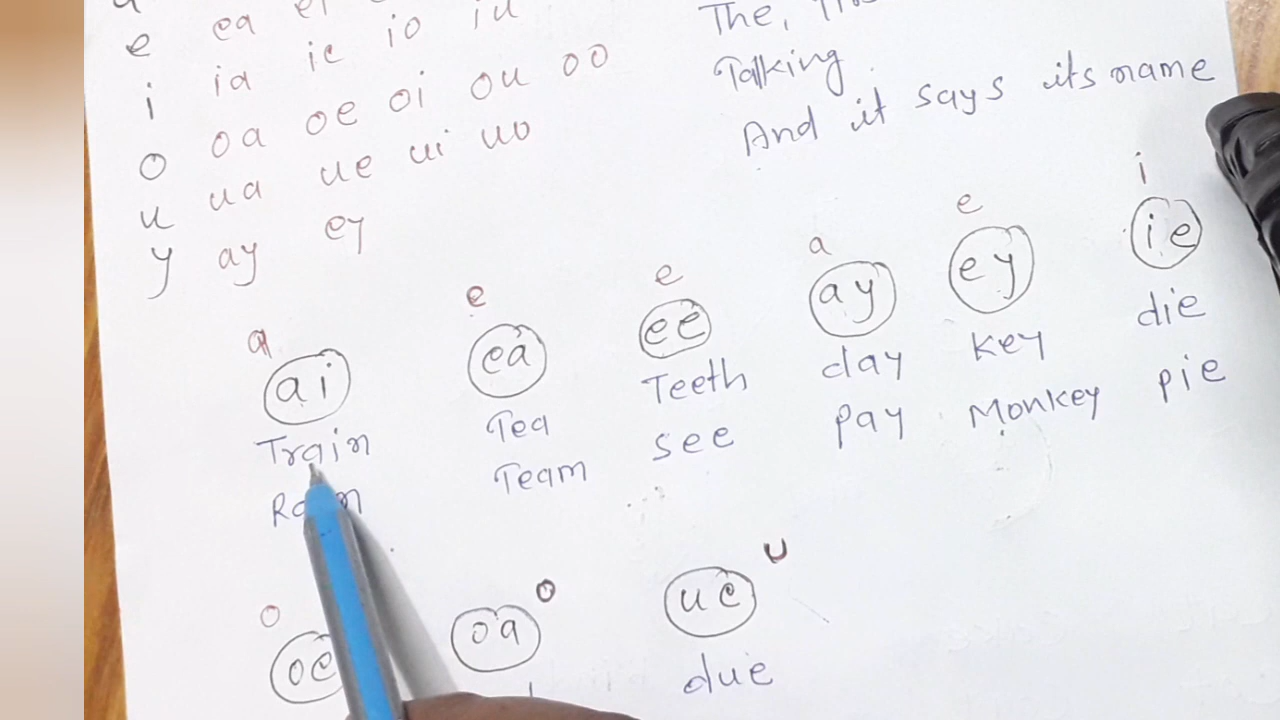 e ea
i ia ie io iu
o oa oe oi ou oo
u ua ue ui uo
y ay ey
The,
Talking
And it says its name
a e e a e i
ai ea ee ay ey ie
Train Tea Teeth day key die
Team see pay Monkey pie
o o u
oe oa ue
due